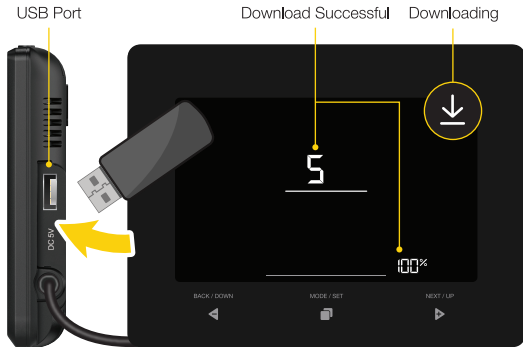 USB Port
Download Successful
Downloading
5
100%
DC 5V
BACK / DOWN
MODE / SET
NEXT / UP